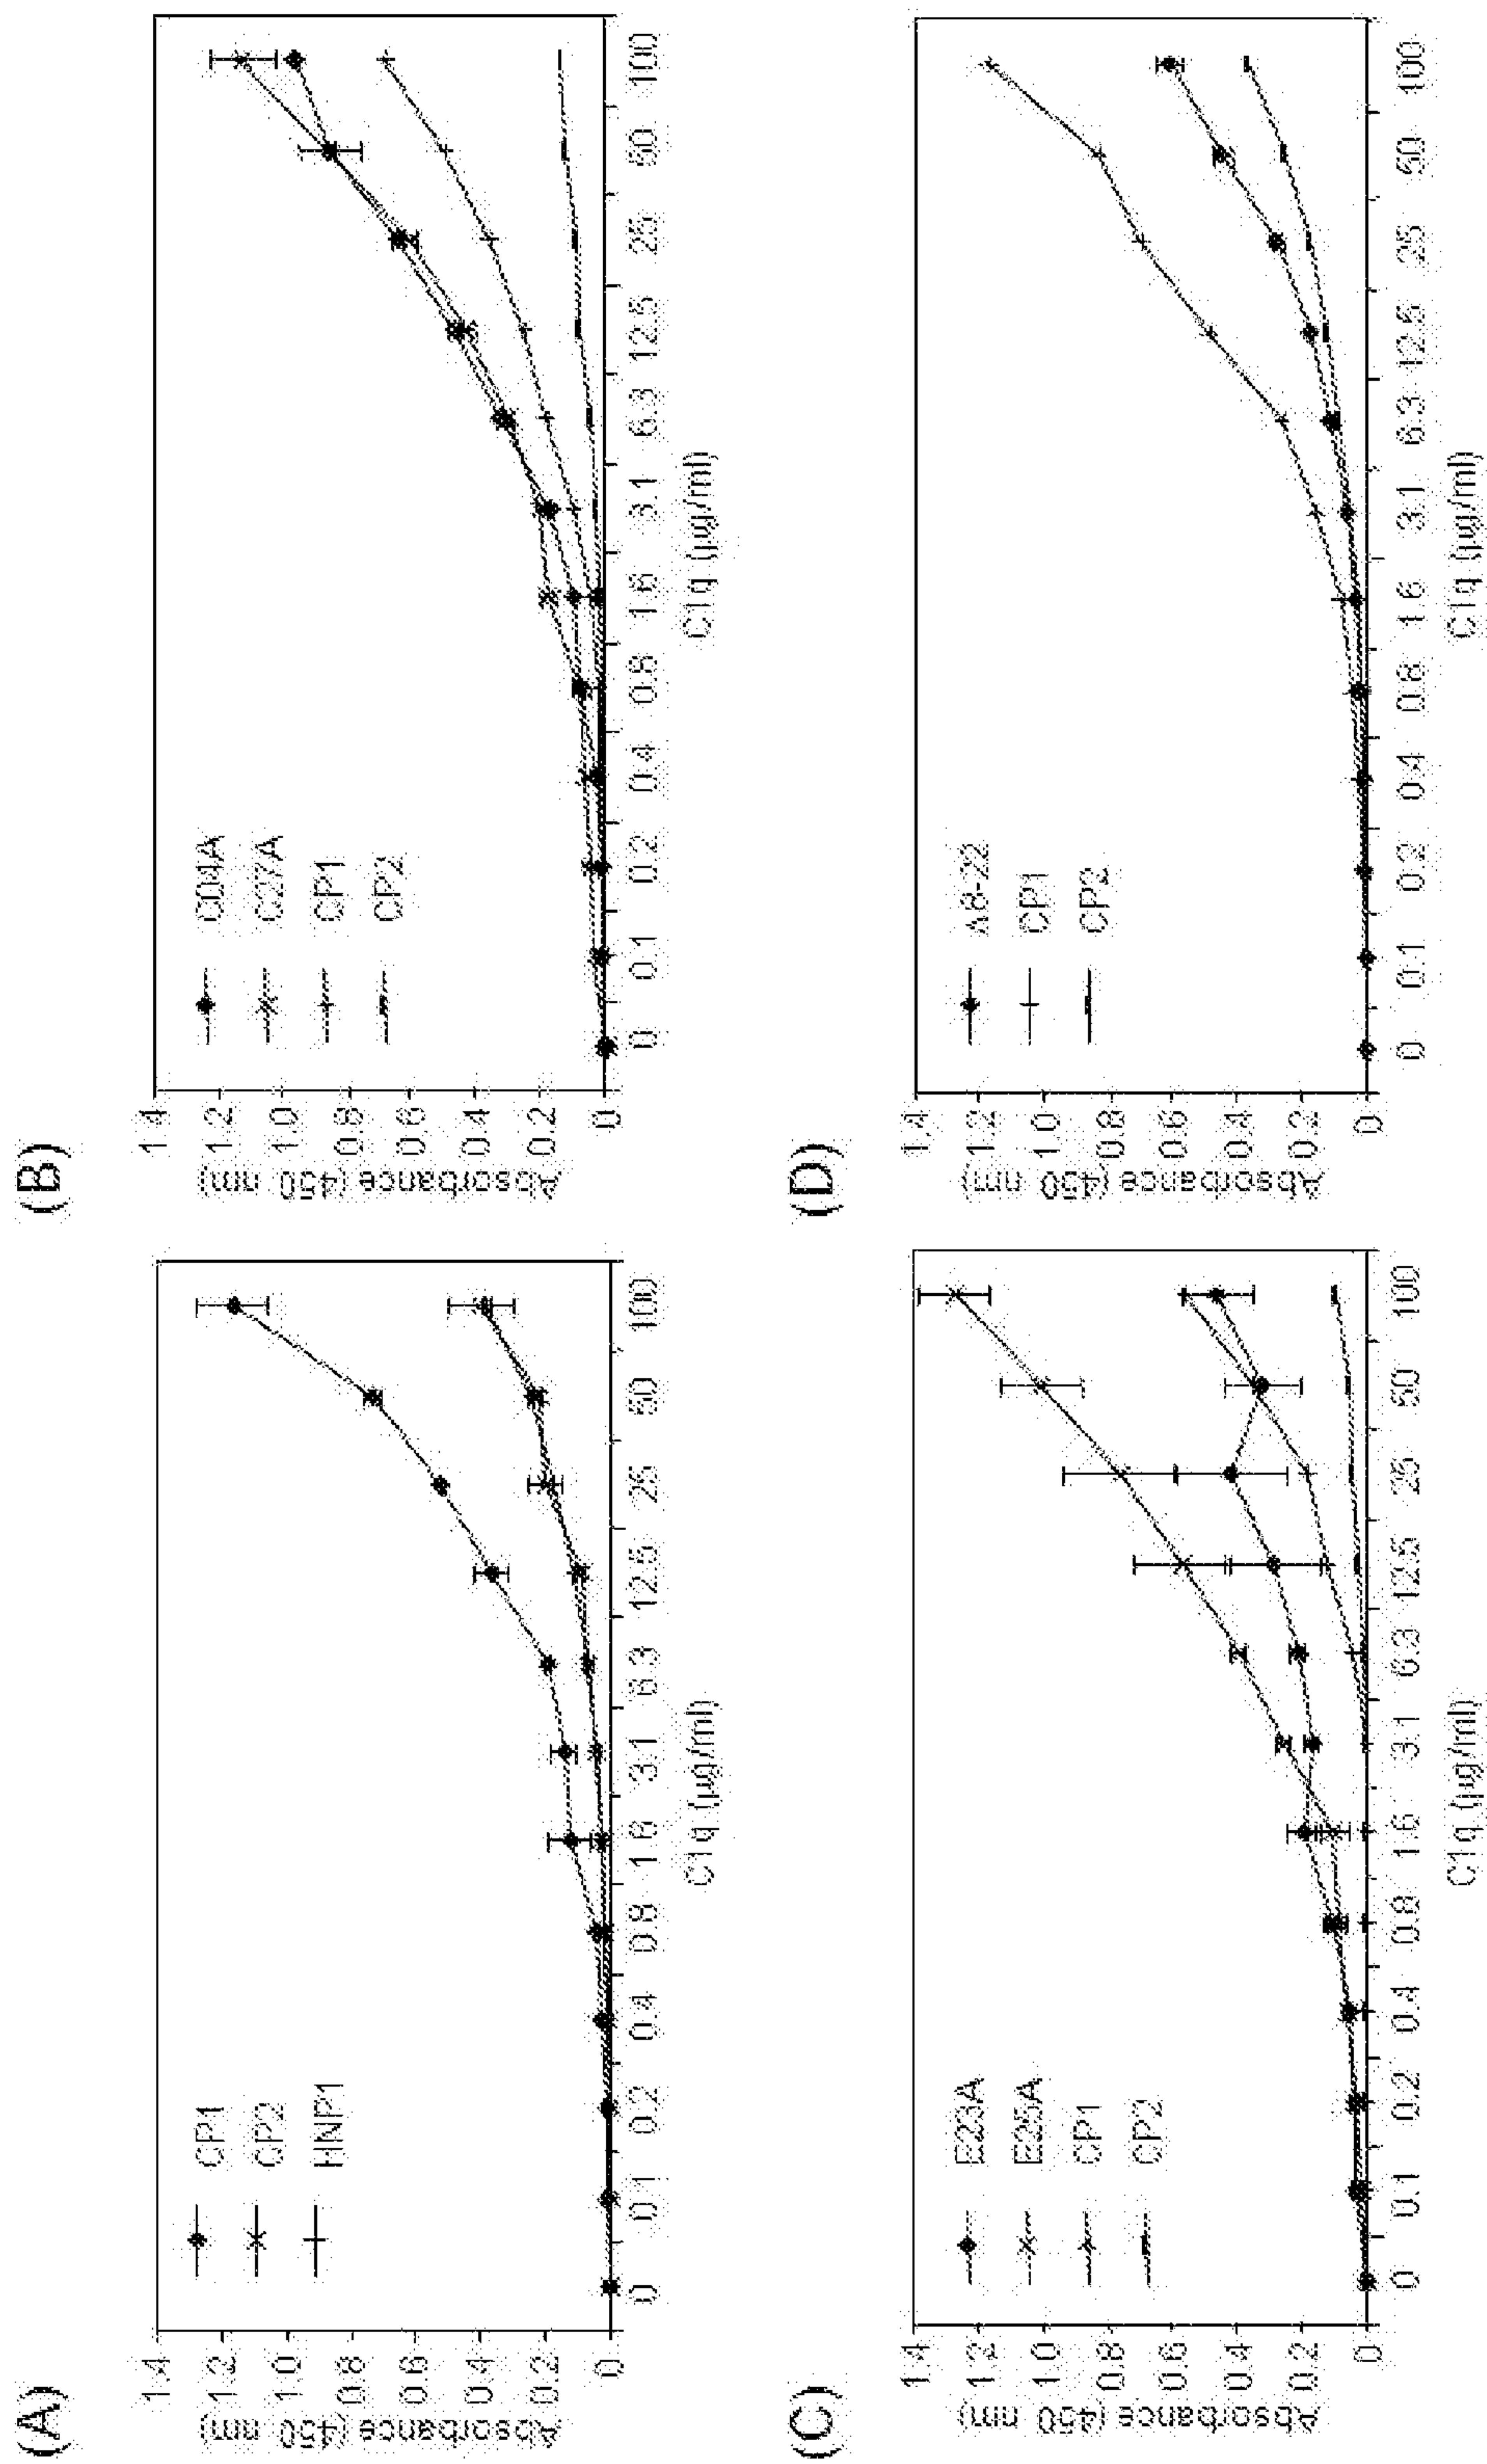 (A)
Absorbance (450 nm)
1.4
1.2
1.0
0.8
0.6
0.4
0.2
0
CP1
CP2
HNP1
0 0.1 0.2 0.4 0.8 1.6 3.1 6.3 12.5 25 50 100
C1q (µg/ml)
(B)
Absorbance (450 nm)
1.4
1.2
1.0
0.8
0.6
0.4
0.2
0
C04A
C27A
CP1
CP2
0 0.1 0.2 0.4 0.8 1.6 3.1 6.3 12.5 25 50 100
C1q (µg/ml)
(C)
Absorbance (450 nm)
1.4
1.2
1.0
0.8
0.6
0.4
0.2
0
E23A
E25A
CP1
CP2
0 0.1 0.2 0.4 0.8 1.6 3.1 6.3 12.5 25 50 100
C1q (µg/ml)
(D)
Absorbance (450 nm)
1.4
1.2
1.0
0.8
0.6
0.4
0.2
0
Δ8-22
CP1
CP2
0 0.1 0.2 0.4 0.8 1.6 3.1 6.3 12.5 25 50 100
C1q (µg/ml)